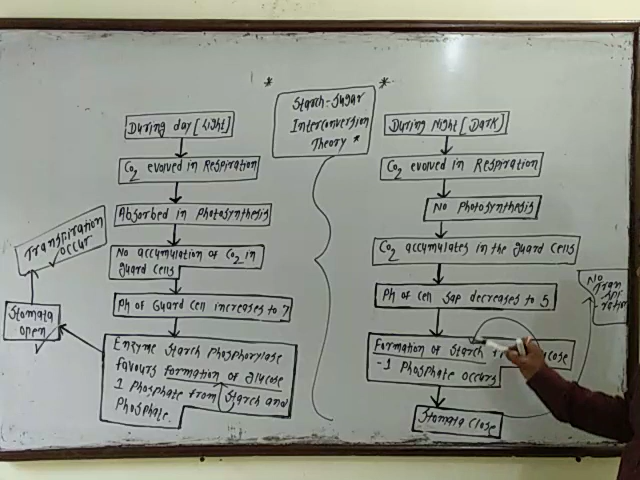 * Starch-Sugar *
Interconversion
Theory *
During day [Light]
CO2 evolved in Respiration
Absorbed in Photosynthesis
No accumulation of CO2 in
guard cells
Ph of Guard Cell increases to 7
Enzyme Starch Phosphorylase
favours formation of Glucose
1 Phosphate from Starch and
Phosphate.
Stomata
Open
Transpiration
Occur
During Night [Dark]
CO2 evolved in Respiration
No Photosynthesis
CO2 accumulates in the guard cells
Ph of cell Sap decreases to 5
Formation of Starch
-1 Phosphate occurs
Stomata Close
No
Tran
spi
-ration